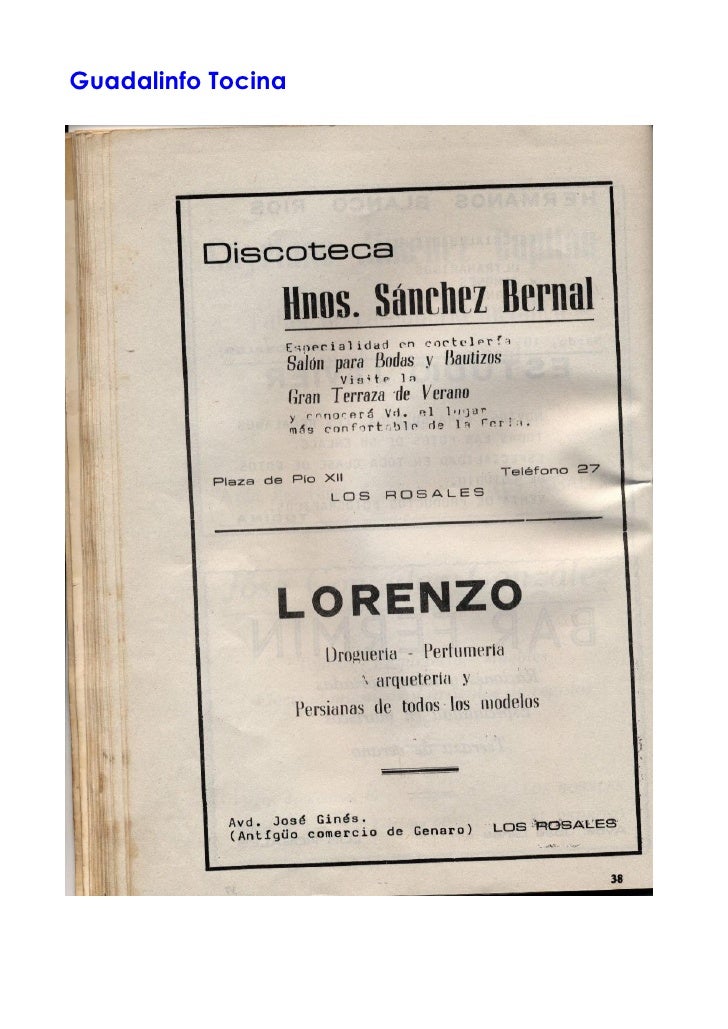 Guadalinfo Tocina
Discoteca
Hnos. Sánchez Bernal
Especialidad en coctelería
Salón para Bodas y Bautizos
Visite la
Gran Terraza de Verano
y conocerá Vd. el lugar
más confortable de la Feria.
Plaza de Pio XII Teléfono 27
LOS ROSALES
LORENZO
Droguería - Perfumería
y
Persianas de todos los modelos
Avd. José Ginés.
(Antígüo comercio de Genaro) LOS ROSALES
38